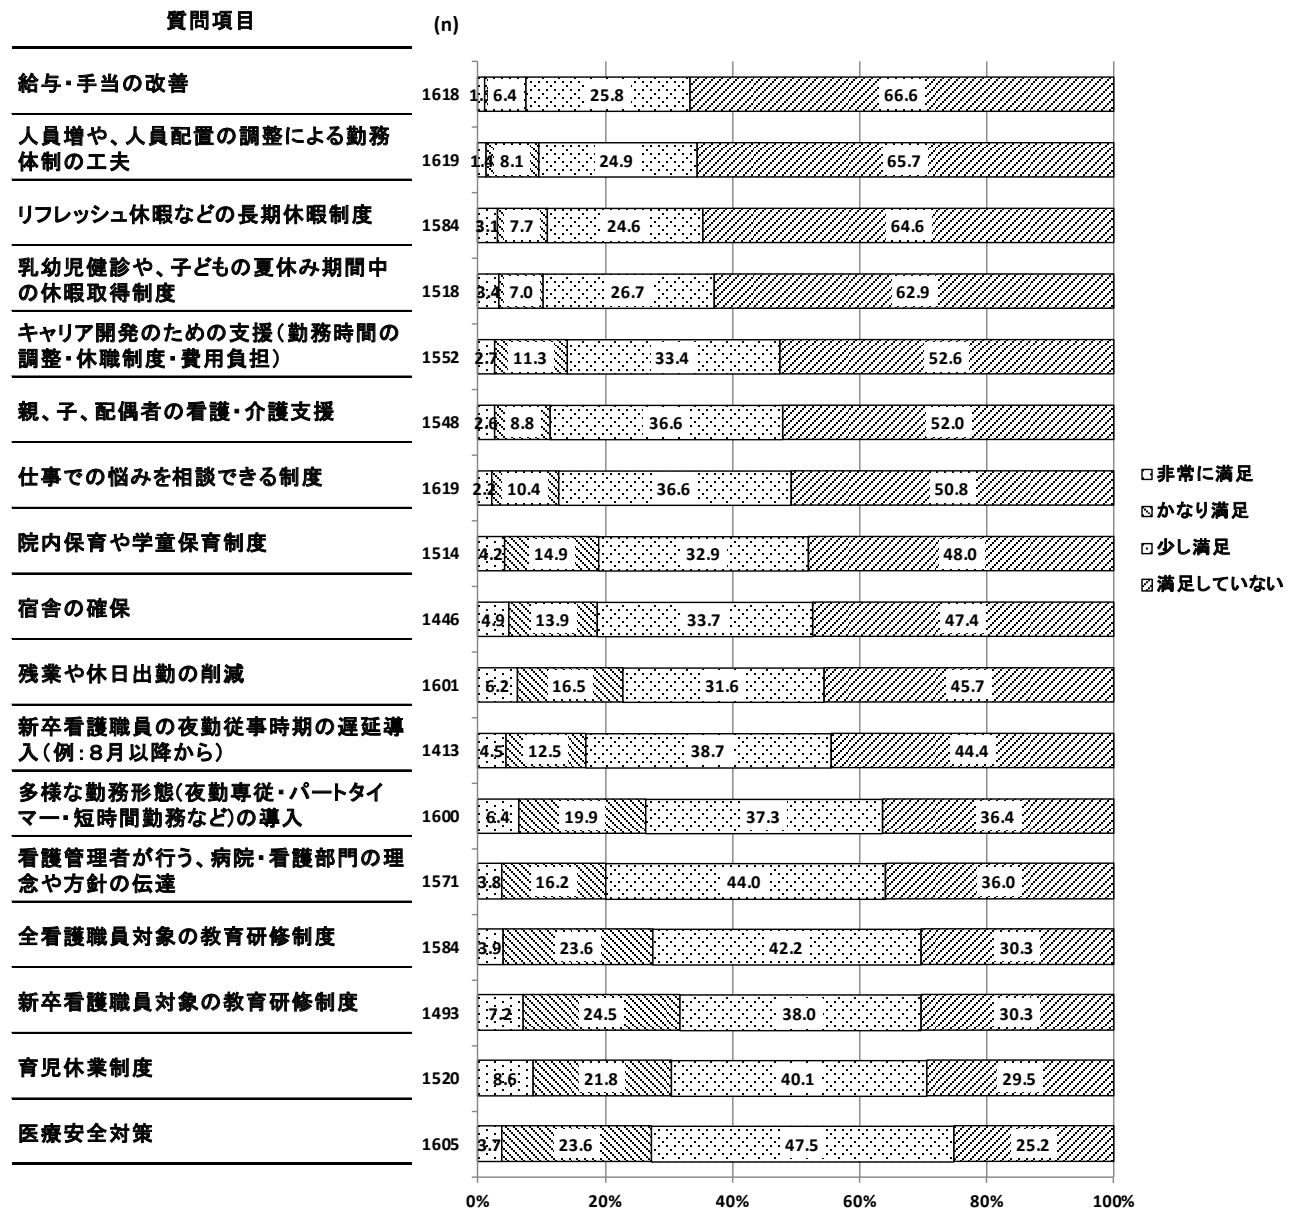 質問項目 (n)
給与・手当の改善
1618 6.4 25.8 66.6
人員増や、人員配置の調整による勤務
体制の工夫
1619 1.4 8.1 24.9 65.7
リフレッシュ休暇などの長期休暇制度
1584 3.1 7.7 24.6 64.6
乳幼児健診や、子どもの夏休み期間中
の休暇取得制度
1518 3.4 7.0 26.7 62.9
キャリア開発のための支援(勤務時間の
調整・休職制度・費用負担)
1552 2.7 11.3 33.4 52.6
親、子、配偶者の看護・介護支援
1548 2.6 8.8 36.6 52.0
仕事での悩みを相談できる制度
1619 2.2 10.4 36.6 50.8
院内保育や学童保育制度
1514 4.2 14.9 32.9 48.0
宿舎の確保
1446 4.9 13.9 33.7 47.4
残業や休日出勤の削減
1601 6.2 16.5 31.6 45.7
新卒看護職員の夜勤従事時期の遅延導
入(例:8月以降から)
1413 4.5 12.5 38.7 44.4
多様な勤務形態(夜勤専従・パートタイ
マー・短時間勤務など)の導入
1600 6.4 19.9 37.3 36.4
看護管理者が行う、病院・看護部門の理
念や方針の伝達
1571 3.8 16.2 44.0 36.0
全看護職員対象の教育研修制度
1584 3.9 23.6 42.2 30.3
新卒看護職員対象の教育研修制度
1493 7.2 24.5 38.0 30.3
育児休業制度
1520 8.6 21.8 40.1 29.5
医療安全対策
1605 3.7 23.6 47.5 25.2
0% 20% 40% 60% 80% 100%
非常に満足
かなり満足
少し満足
満足していない